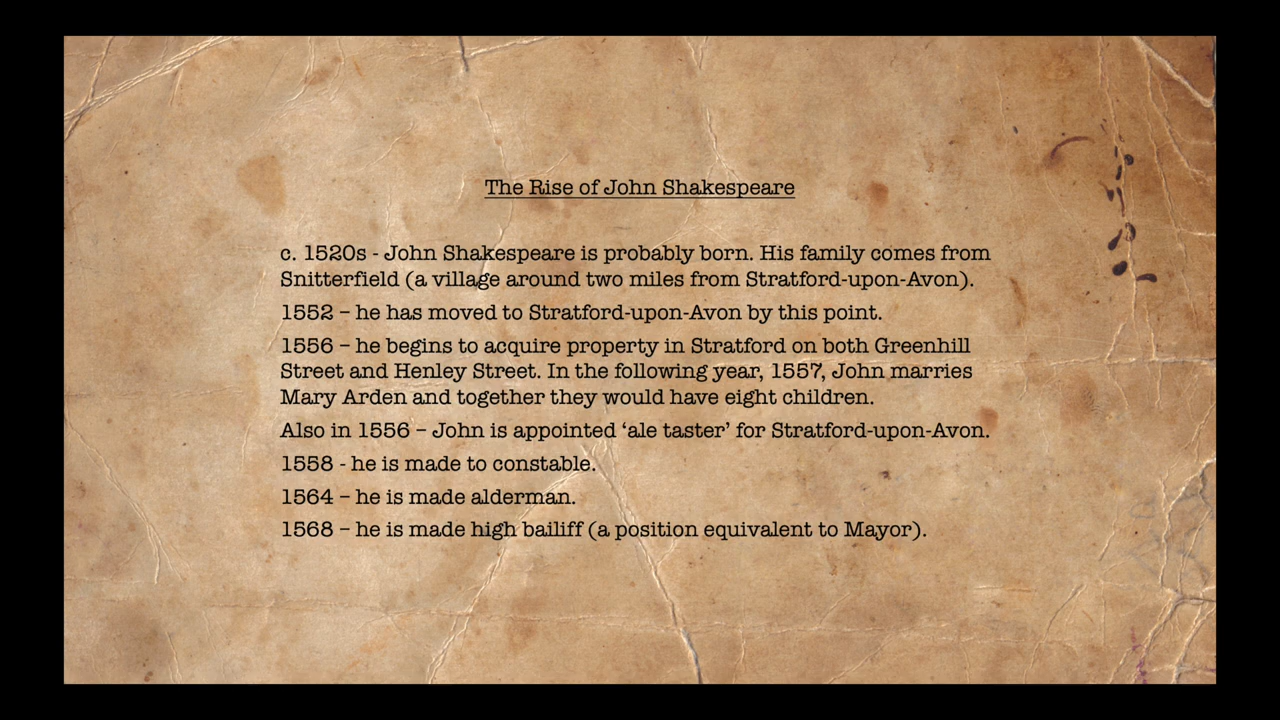 The Rise of John Shakespeare
c. 1520s - John Shakespeare is probably born. His family comes from
Snitterfield (a village around two miles from Stratford-upon-Avon).
1552 – he has moved to Stratford-upon-Avon by this point.
1556 – he begins to acquire property in Stratford on both Greenhill
Street and Henley Street. In the following year, 1557, John marries
Mary Arden and together they would have eight children.
Also in 1556 – John is appointed ‘ale taster’ for Stratford-upon-Avon.
1558 - he is made to constable.
1564 – he is made alderman.
1568 – he is made high bailiff (a position equivalent to Mayor).